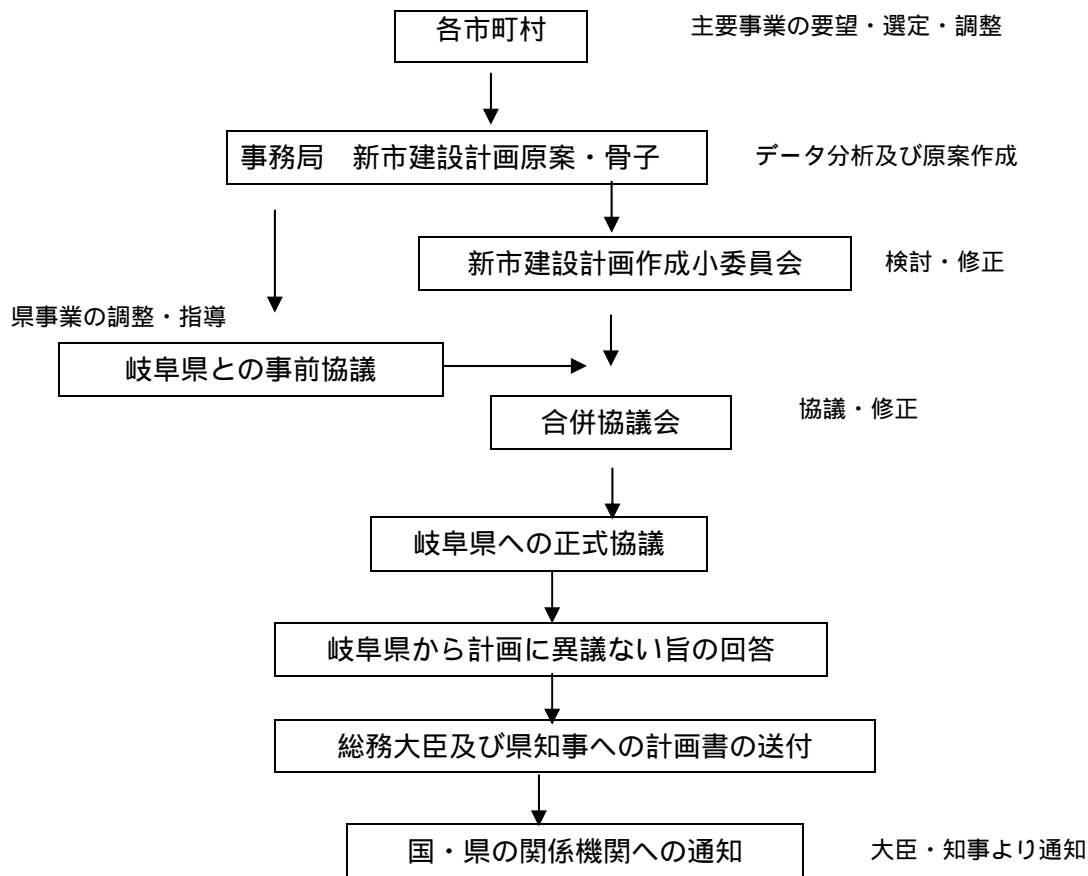 各市町村
主要事業の要望・選定・調整
事務局　新市建設計画原案・骨子
データ分析及び原案作成
新市建設計画作成小委員会
検討・修正
県事業の調整・指導
岐阜県との事前協議
合併協議会
協議・修正
岐阜県への正式協議
岐阜県から計画に異議ない旨の回答
総務大臣及び県知事への計画書の送付
国・県の関係機関への通知
大臣・知事より通知